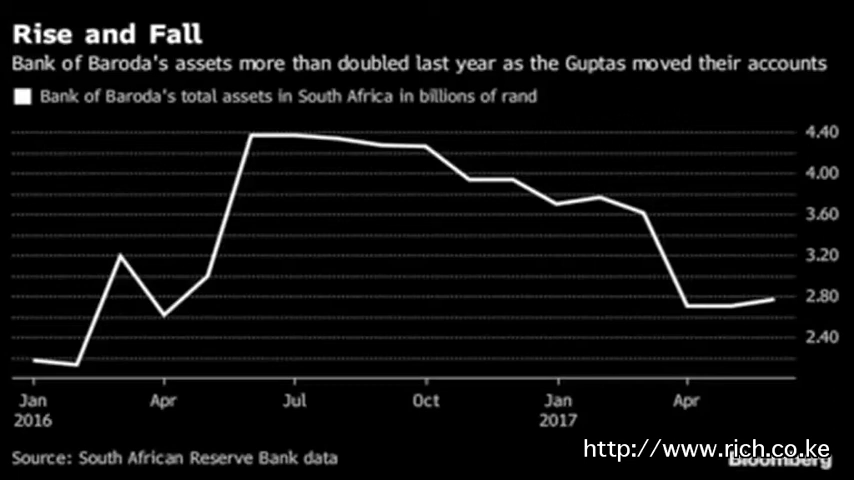 Rise and Fall
Bank of Baroda's assets more than doubled last year as the Guptas moved their accounts
Bank of Baroda's total assets in South Africa in billions of rand
4.40
4.00
3.60
3.20
2.80
2.40
Jan Apr Jul Oct Jan Apr
2016 2017
http://www.rich.co.ke
Source: South African Reserve Bank data Bloomberg